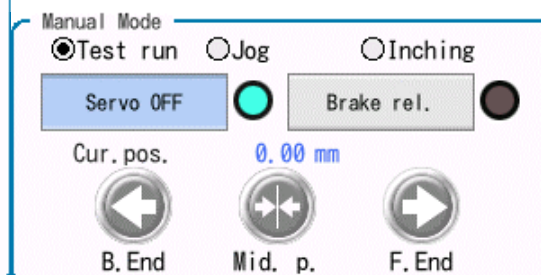 Manual Mode
Test run Jog Inching
Servo OFF Brake rel.
Cur.pos. 0.00 mm
B.End Mid. p. F.End